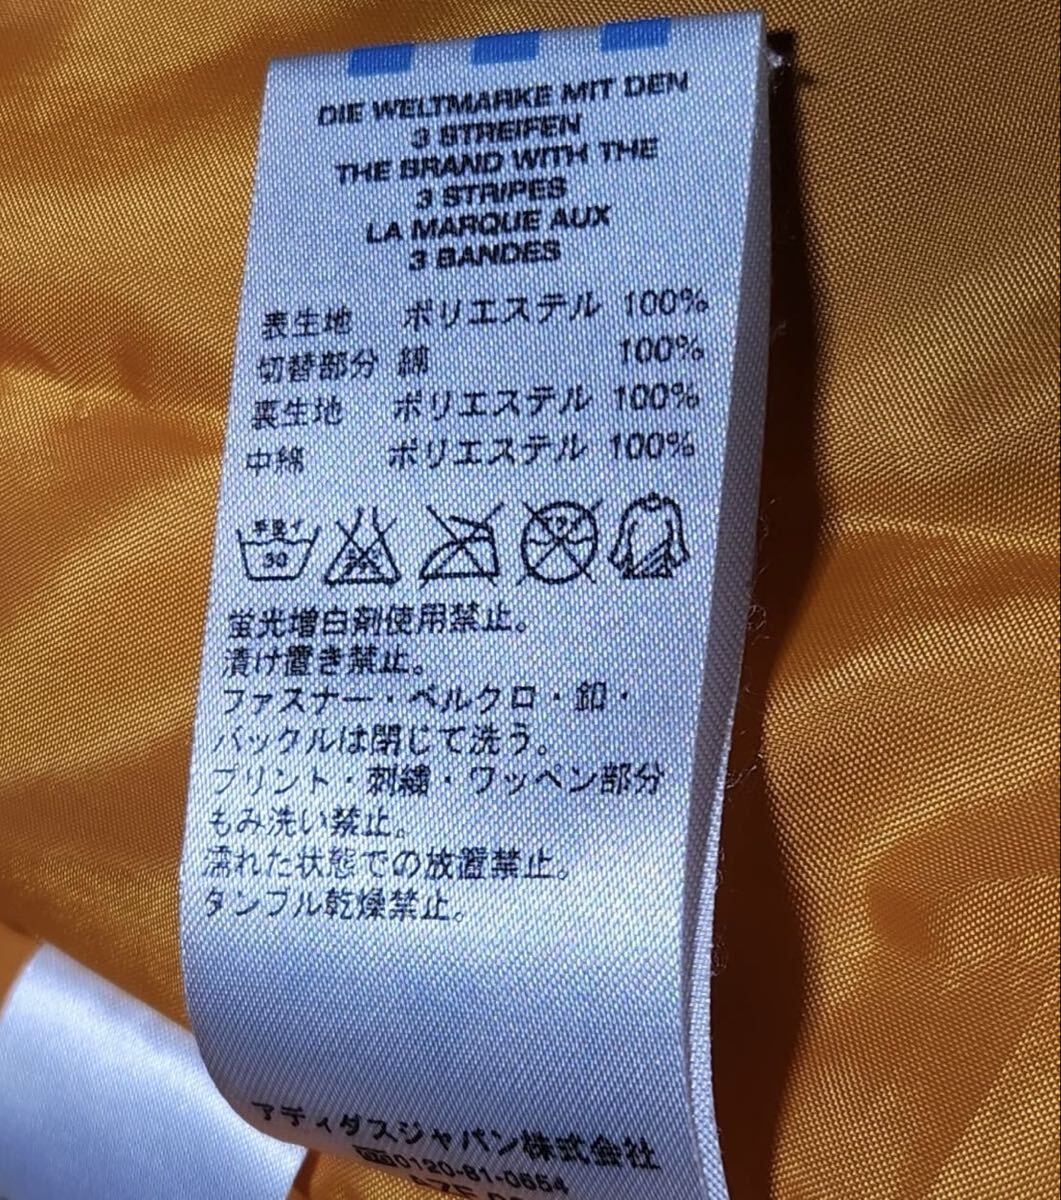 DIE WELTMARKE MIT DEN
3 STREIFEN
THE BRAND WITH THE
3 STRIPES
LA MARQUE AUX
3 BANDES
表生地 ポリエステル 100%
切替部分 綿 100%
裏生地 ポリエステル 100%
中綿 ポリエステル 100%
手洗イ
30
蛍光増白剤使用禁止。
漬け置き禁止。
ファスナー・ベルクロ・釦・
バックルは閉じて洗う。
プリント・刺繍・ワッペン部分
もみ洗い禁止。
濡れた状態での放置禁止。
タンブル乾燥禁止。
アディダスジャパン株式会社
0120-81-0654